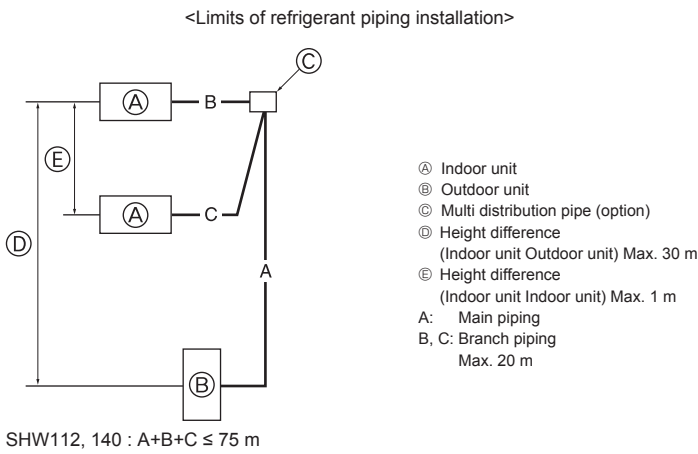 <Limits of refrigerant piping installation>
Ⓒ
Ⓐ B
Ⓔ
Ⓐ C
Ⓓ
A
Ⓑ
Ⓐ Indoor unit
Ⓑ Outdoor unit
Ⓒ Multi distribution pipe (option)
Ⓓ Height difference
(Indoor unit Outdoor unit) Max. 30 m
Ⓔ Height difference
(Indoor unit Indoor unit) Max. 1 m
A: Main piping
B, C: Branch piping
Max. 20 m
SHW112, 140 : A+B+C ≤ 75 m